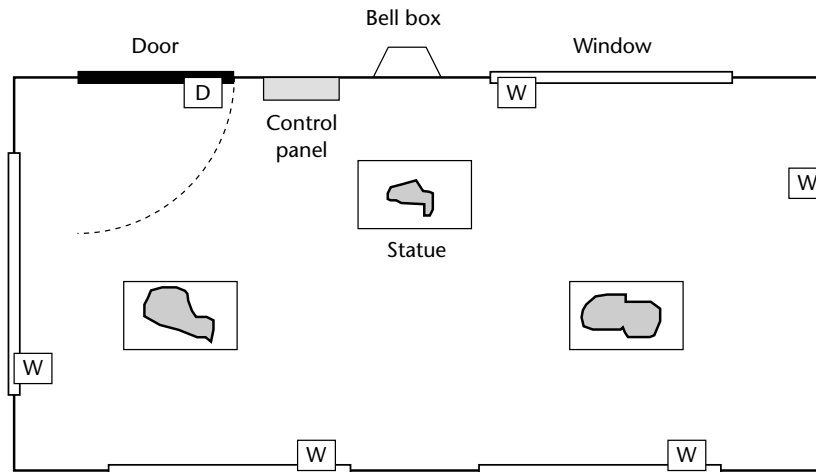 Bell box
Door
Window
D
W
Control
panel
W
Statue
W
W
W